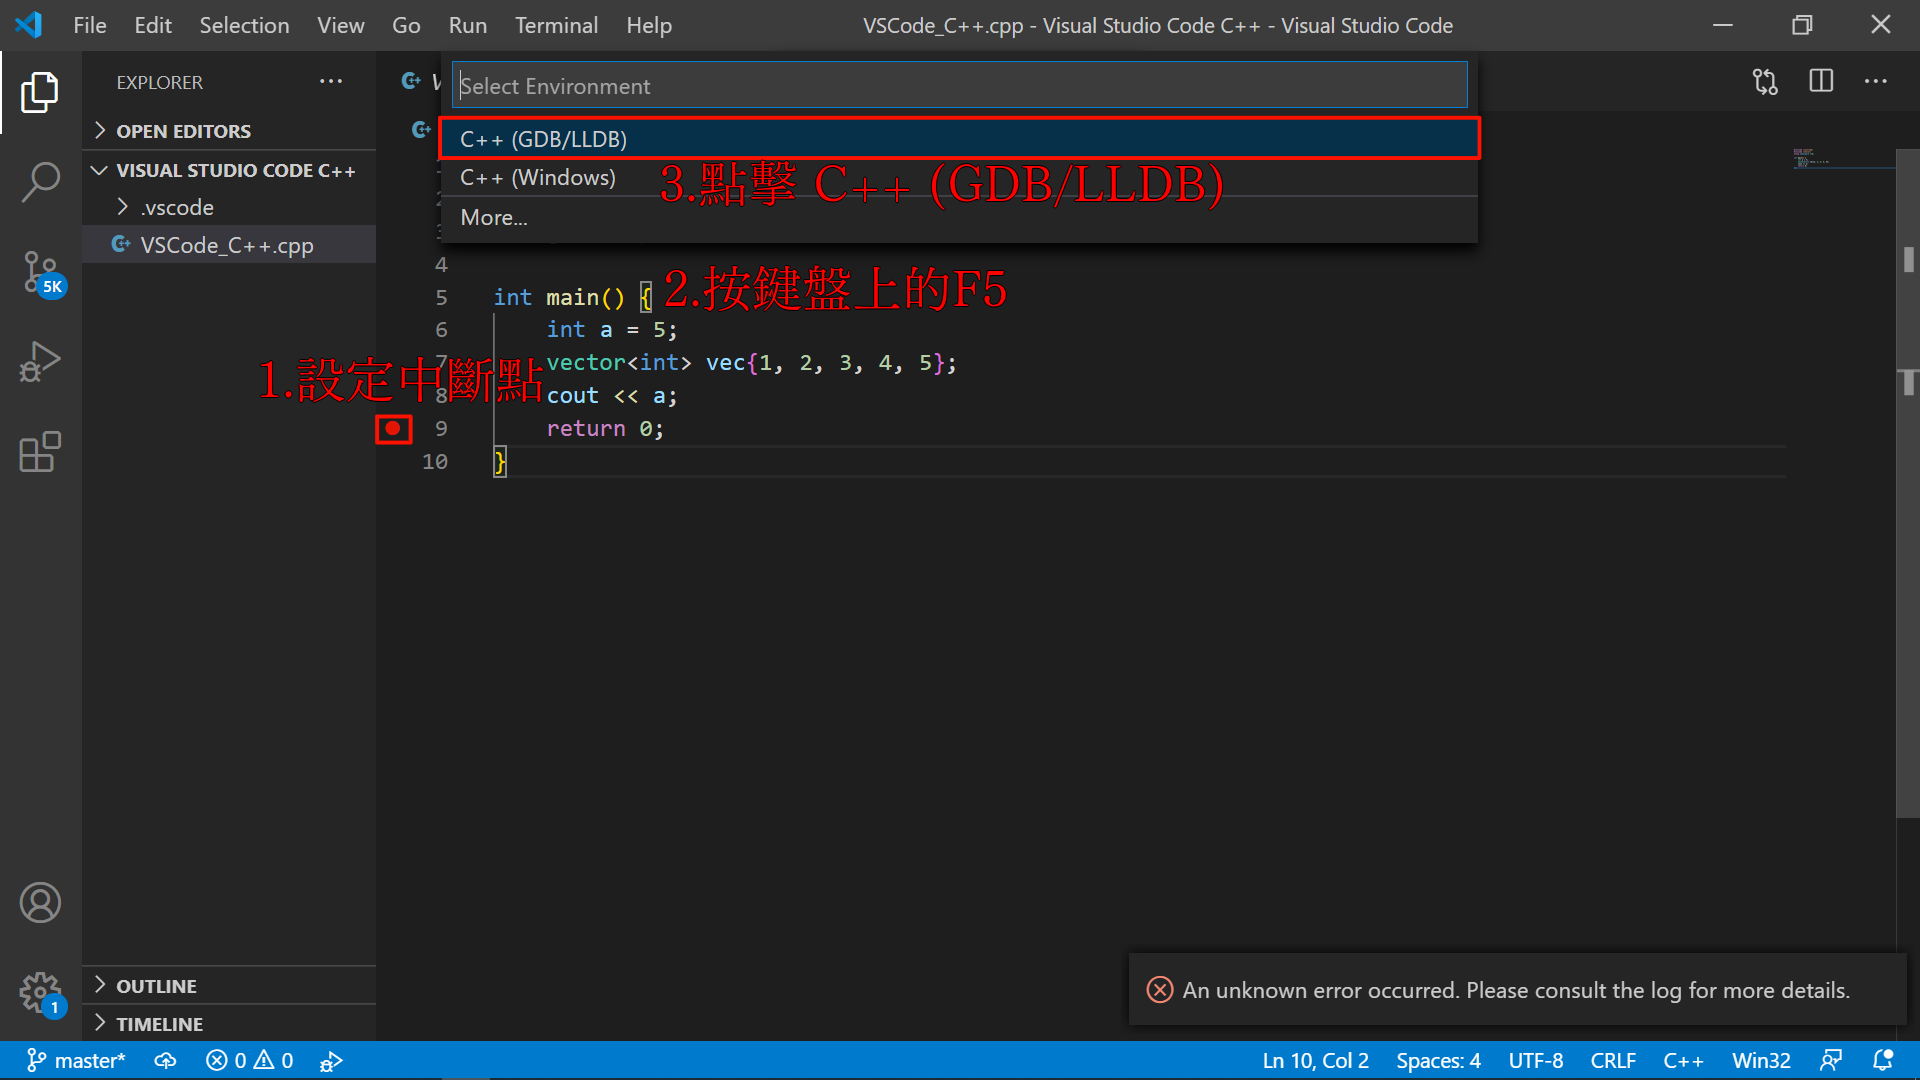 File Edit Selection View Go Run Terminal Help
VSCode_C++.cpp - Visual Studio Code C++ - Visual Studio Code
EXPLORER
OPEN EDITORS
VISUAL STUDIO CODE C++
.vscode
VSCode_C++.cpp
5K
Select Environment
C++ (GDB/LLDB)
C++ (Windows)
3.點擊 C++ (GDB/LLDB)
More...
4
2.按鍵盤上的F5
5 int main() {
6 int a = 5;
7 vector<int> vec{1, 2, 3, 4, 5};
1.設定中斷點
8 cout << a;
9 return 0;
10 }
An unknown error occurred. Please consult the log for more details.
OUTLINE
1
TIMELINE
master* 0 0
Ln 10, Col 2 Spaces: 4 UTF-8 CRLF C++ Win32